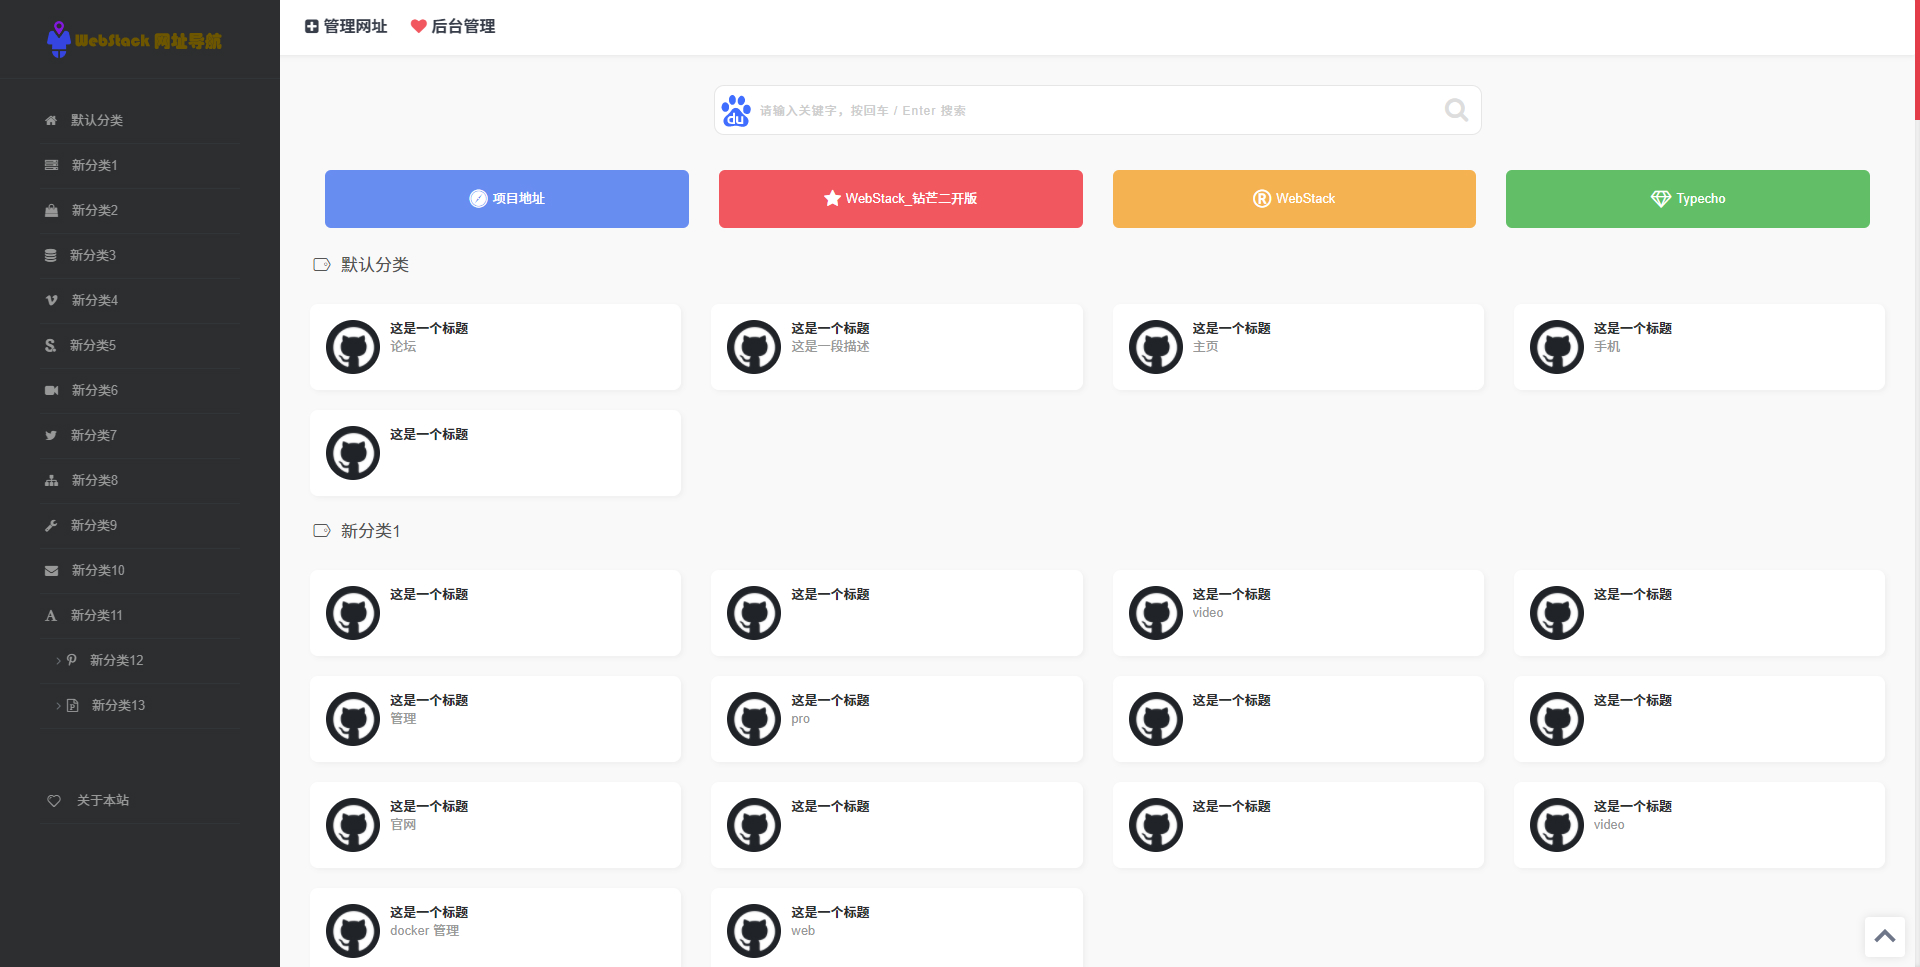 WebStack 网址导航
管理网址
后台管理
默认分类
新分类1
新分类2
新分类3
新分类4
新分类5
新分类6
新分类7
新分类8
新分类9
新分类10
新分类11
新分类12
新分类13
关于本站
du
请输入关键字，按回车 / Enter 搜索
项目地址
WebStack_钻芒二开版
WebStack
Typecho
默认分类
这是一个标题
论坛
这是一个标题
这是一段描述
这是一个标题
主页
这是一个标题
手机
这是一个标题
新分类1
这是一个标题
这是一个标题
这是一个标题
video
这是一个标题
这是一个标题
管理
这是一个标题
pro
这是一个标题
这是一个标题
这是一个标题
官网
这是一个标题
这是一个标题
这是一个标题
video
这是一个标题
docker 管理
这是一个标题
web